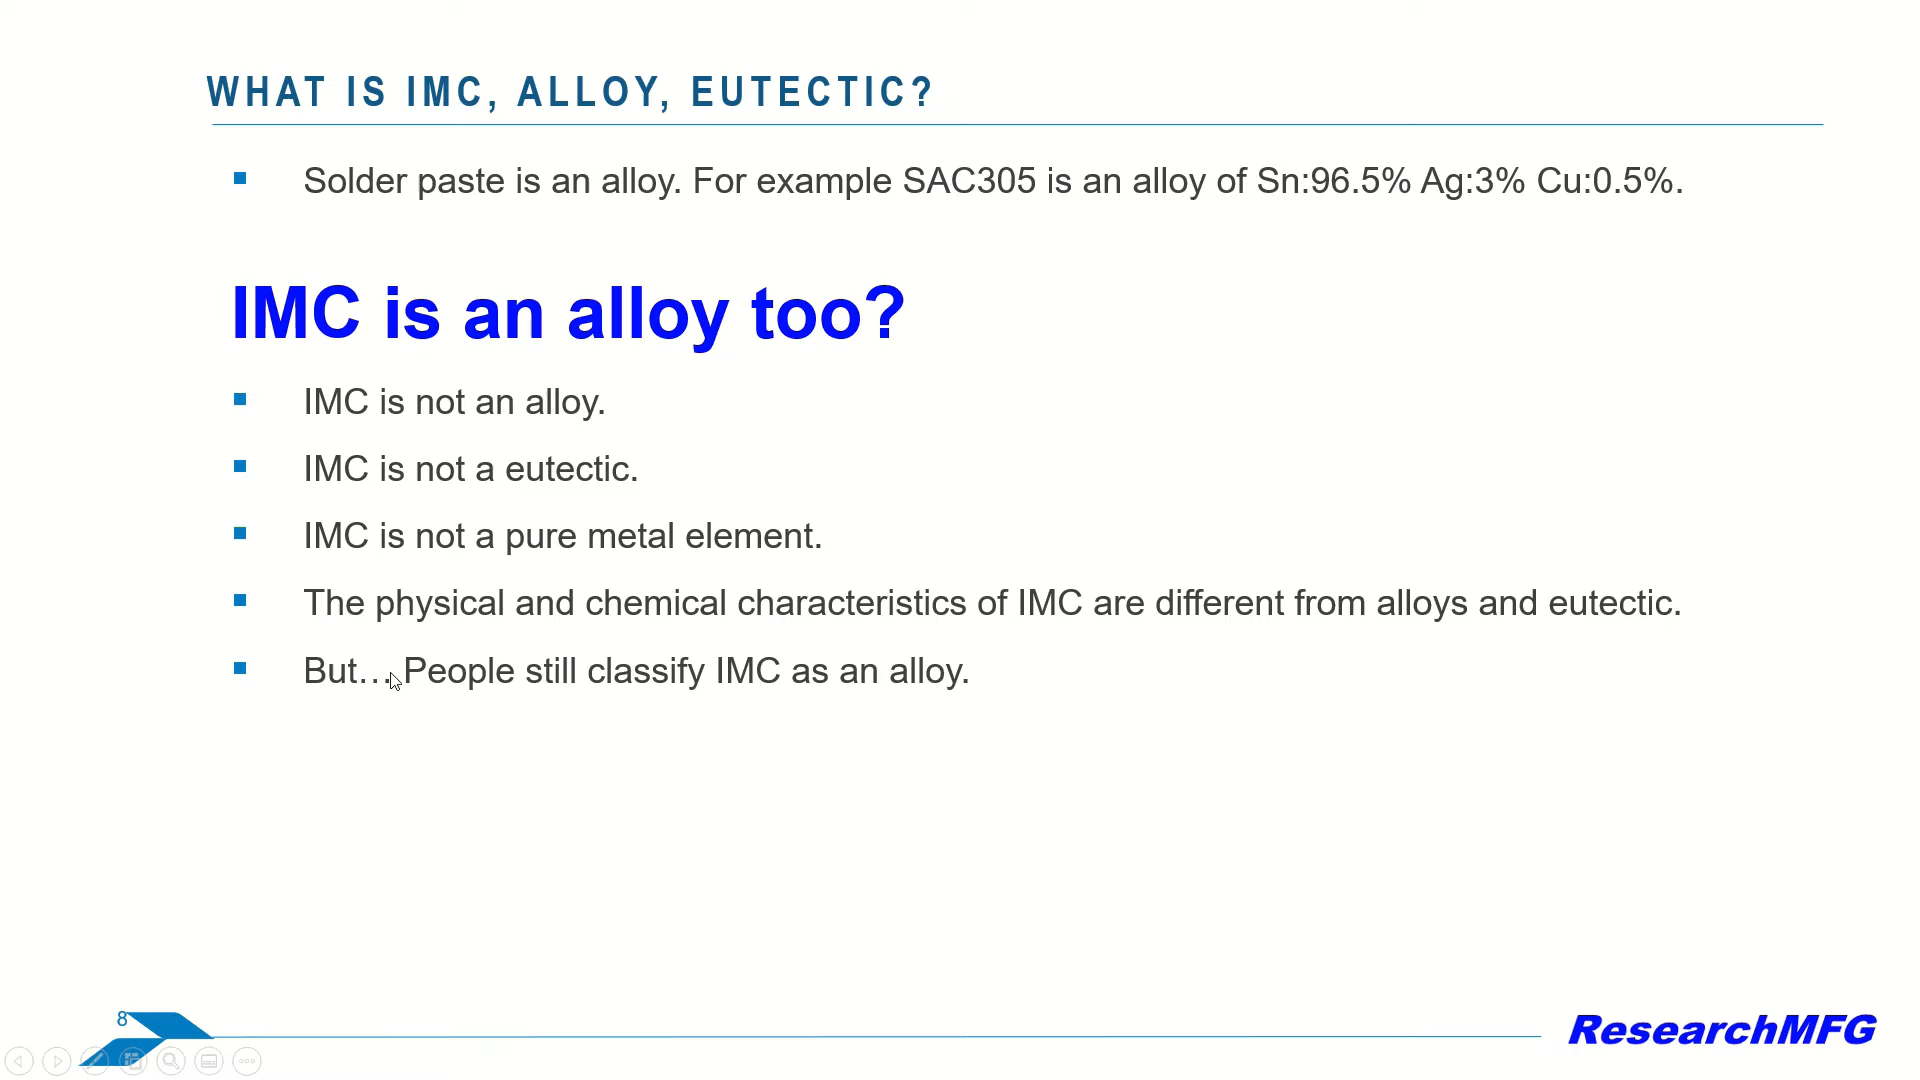 WHAT IS IMC, ALLOY, EUTECTIC?
Solder paste is an alloy. For example SAC305 is an alloy of Sn:96.5% Ag:3% Cu:0.5%.
IMC is an alloy too?
IMC is not an alloy.
IMC is not a eutectic.
IMC is not a pure metal element.
The physical and chemical characteristics of IMC are different from alloys and eutectic.
But… People still classify IMC as an alloy.
8
ResearchMFG